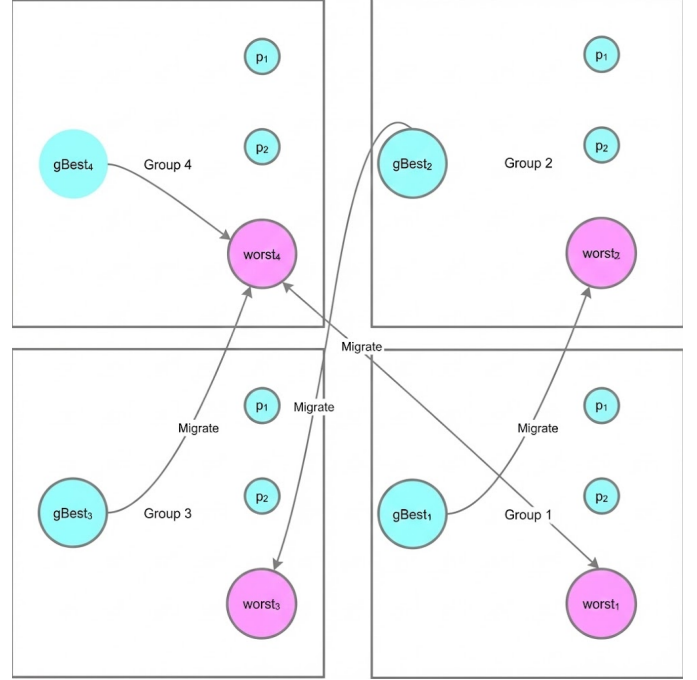 p₁
p₂
gBest₄
Group 4
worst₄
p₁
p₂
gBest₂
Group 2
worst₂
Migrate
p₁
Migrate
Migrate
p₂
gBest₃
Group 3
worst₃
p₁
Migrate
p₂
gBest₁
Group 1
worst₁